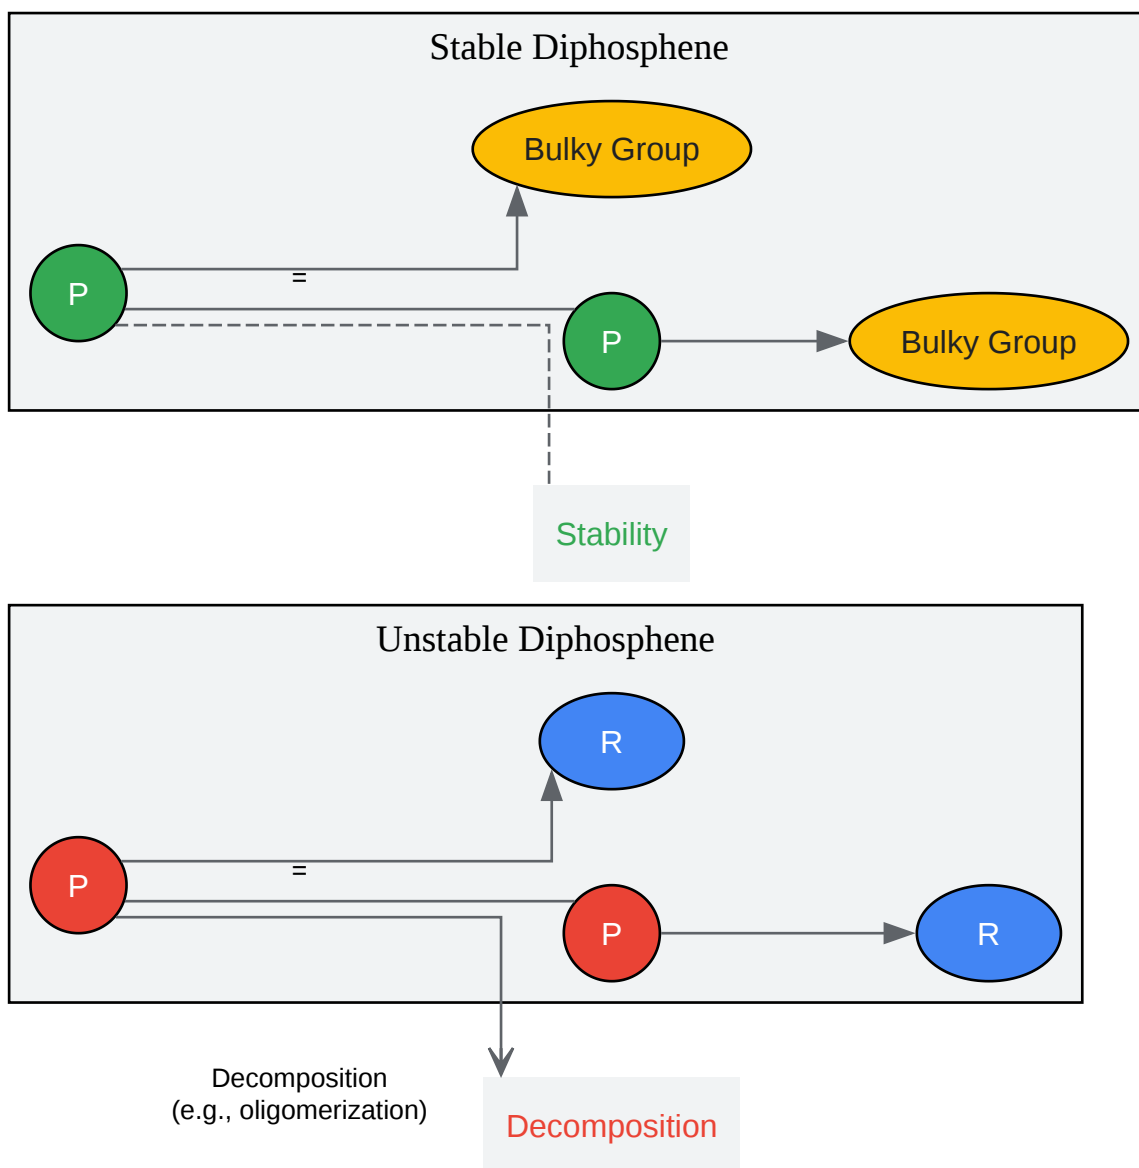 Stable Diphosphene
Bulky Group
=
P
P
Bulky Group
Stability
Unstable Diphosphene
R
=
P
P
R
Decomposition
(e.g., oligomerization)
Decomposition